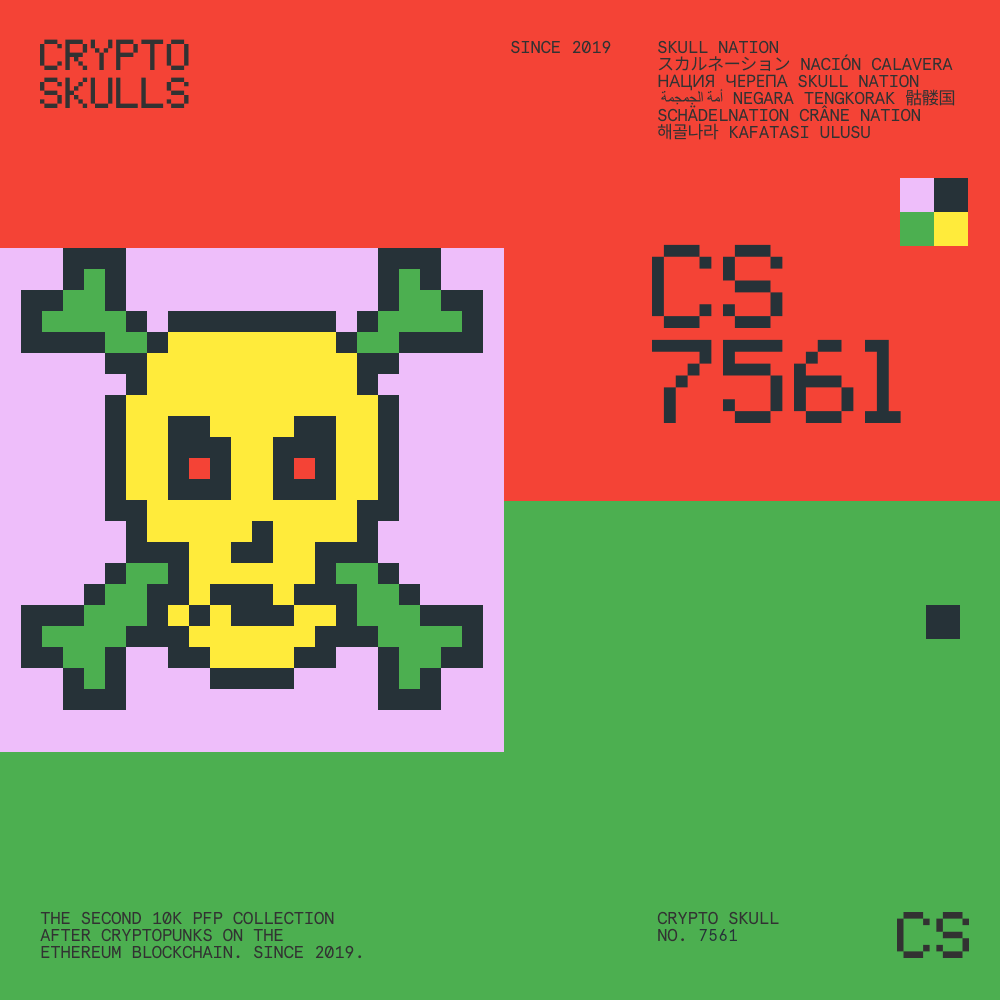 CRYPTO
SKULLS
SINCE 2019
SKULL NATION
スカルネーション NACIÓN CALAVERA
НАЦИЯ ЧЕРЕПА SKULL NATION
أمة الجمجمة NEGARA TENGKORAK 骷髅国
SCHÄDELNATION CRÂNE NATION
해골나라 KAFATASI ULUSU
CS
7561
THE SECOND 10K PFP COLLECTION
AFTER CRYPTOPUNKS ON THE
ETHEREUM BLOCKCHAIN. SINCE 2019.
CRYPTO SKULL
NO. 7561
CS